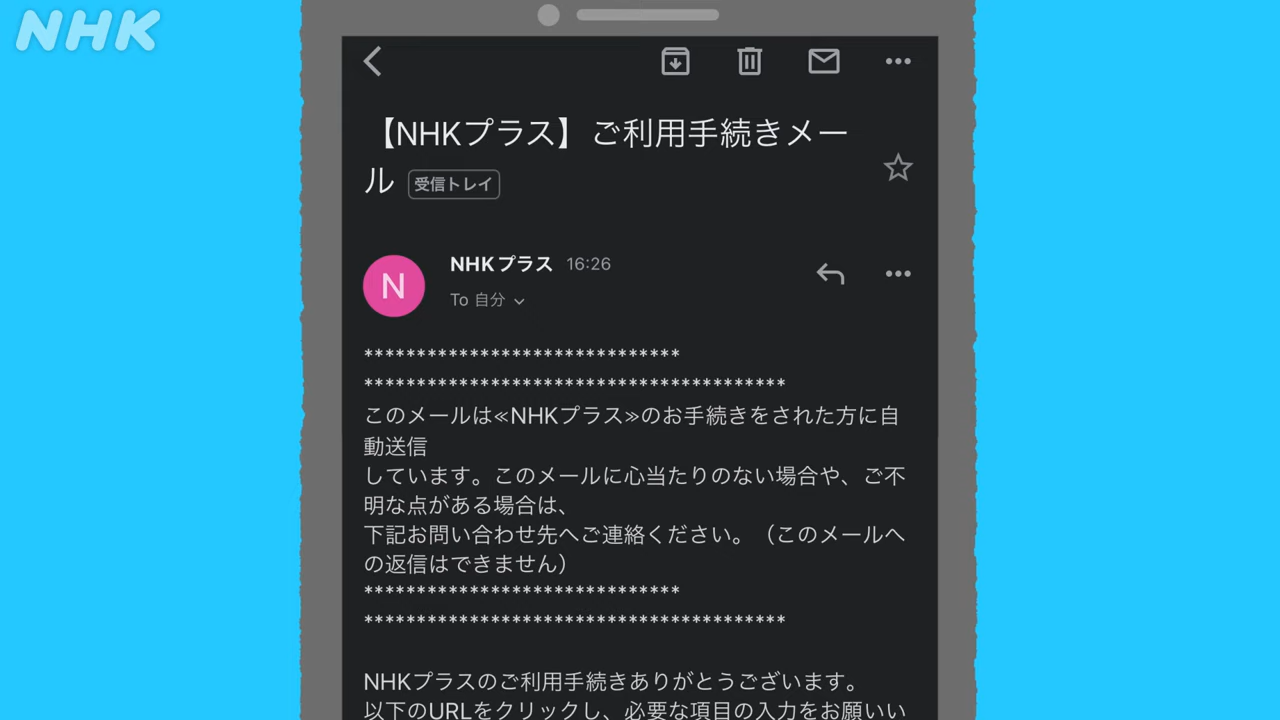 NHK
【NHKプラス】ご利用手続きメー
ル 受信トレイ
N
NHKプラス 16:26
To 自分
******************************
****************************************
このメールは≪NHKプラス≫のお手続きをされた方に自
動送信
しています。このメールに心当たりのない場合や、ご不
明な点がある場合は、
下記お問い合わせ先へご連絡ください。（このメールへ
の返信はできません）
******************************
****************************************
NHKプラスのご利用手続きありがとうございます。
以下のURLをクリックし、必要な項目の入力をお願いい